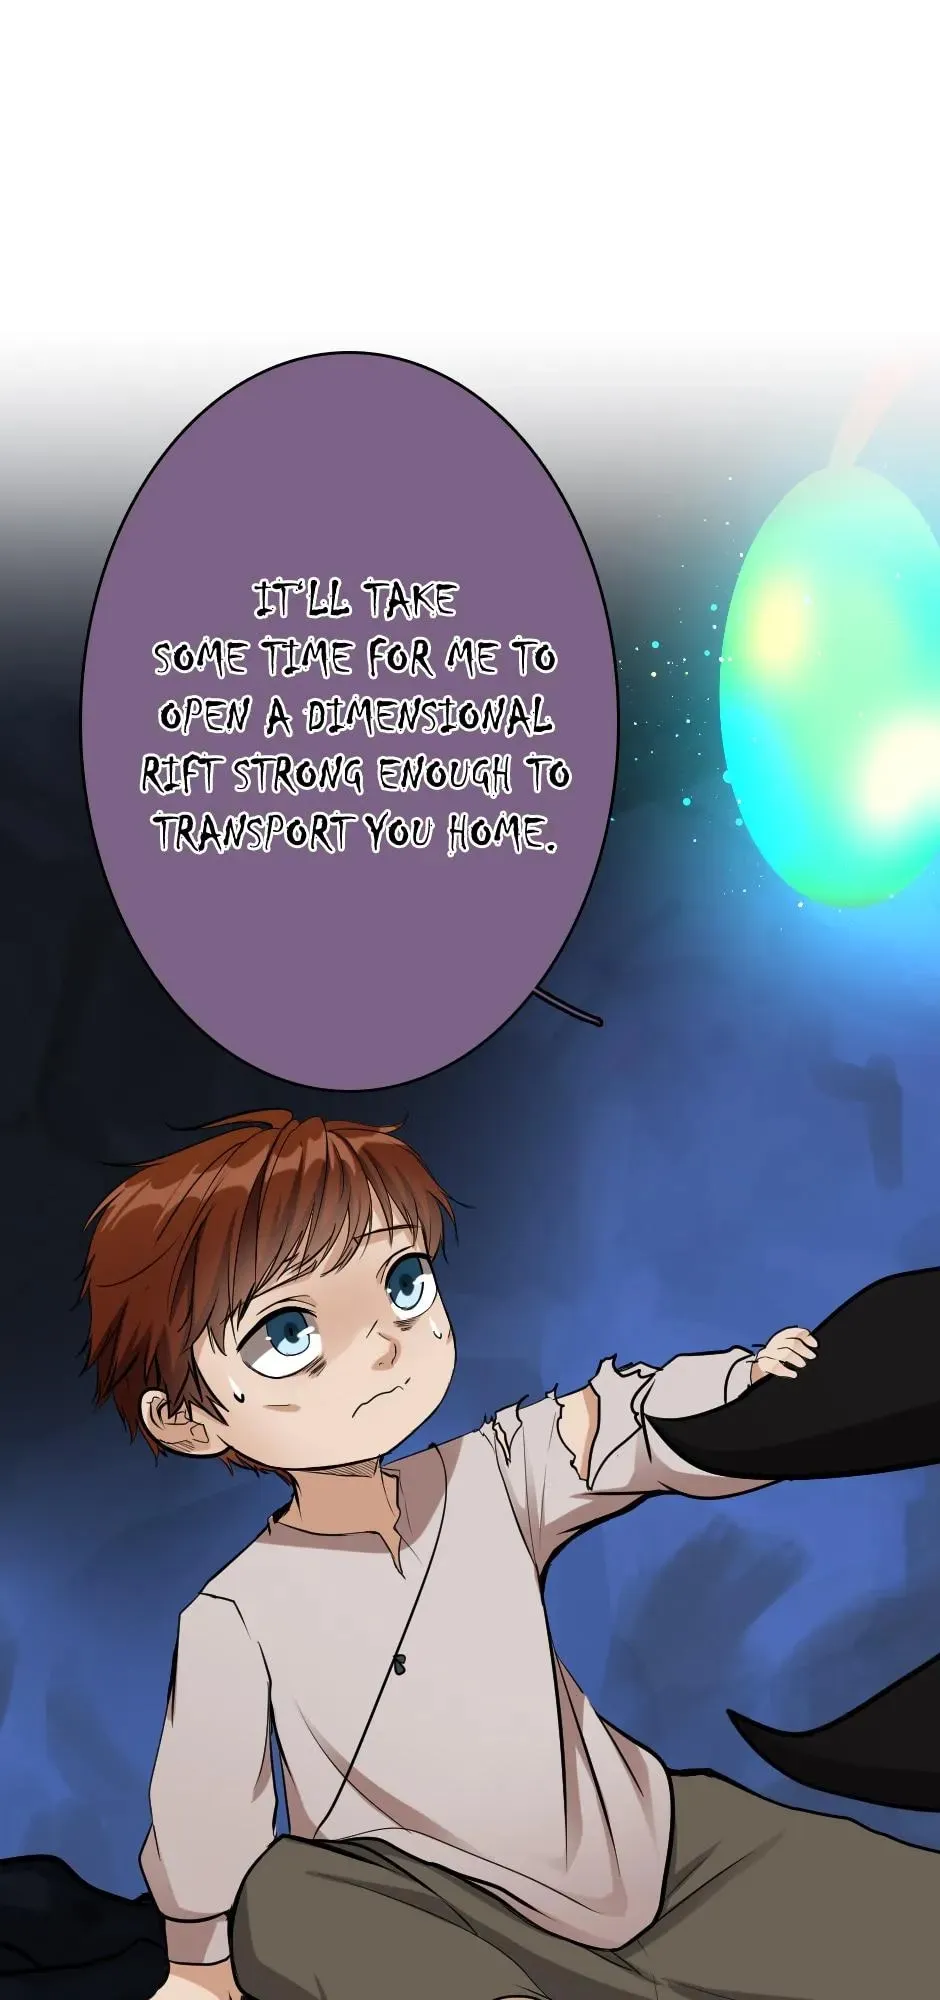 IT'LL TAKE
SOME TIME FOR ME TO
OPEN A DIMENSIONAL
RIFT STRONG ENOUGH TO
TRANSPORT YOU HOME.